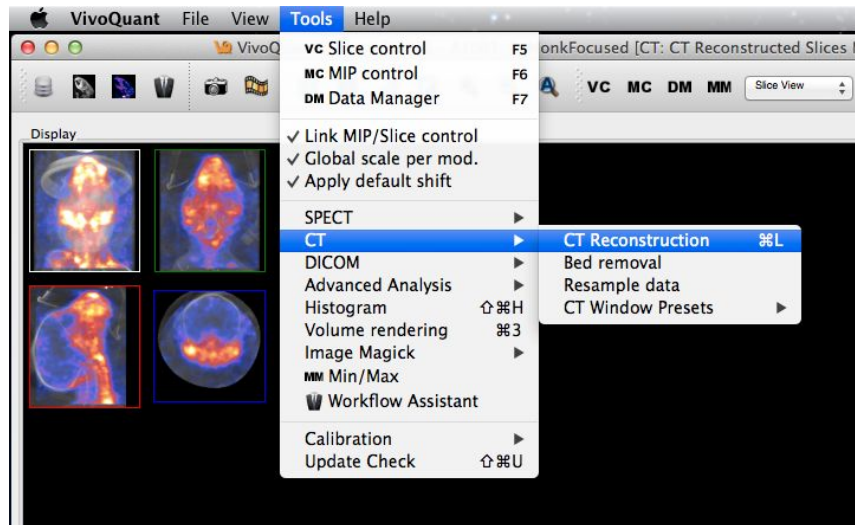 VivoQuant File View Tools Help
VivoQ onkFocused [CT: CT Reconstructed Slices
VC MC DM MM Slice View
Display
VC Slice control F5
MC MIP control F6
DM Data Manager F7
✓ Link MIP/Slice control
✓ Global scale per mod.
✓ Apply default shift
SPECT ▶
CT ▶
CT Reconstruction ⌘L
Bed removal
Resample data
CT Window Presets ▶
DICOM ▶
Advanced Analysis ▶
Histogram ⇧⌘H
Volume rendering ⌘3
Image Magick ▶
MM Min/Max
Workflow Assistant
Calibration ▶
Update Check ⇧⌘U